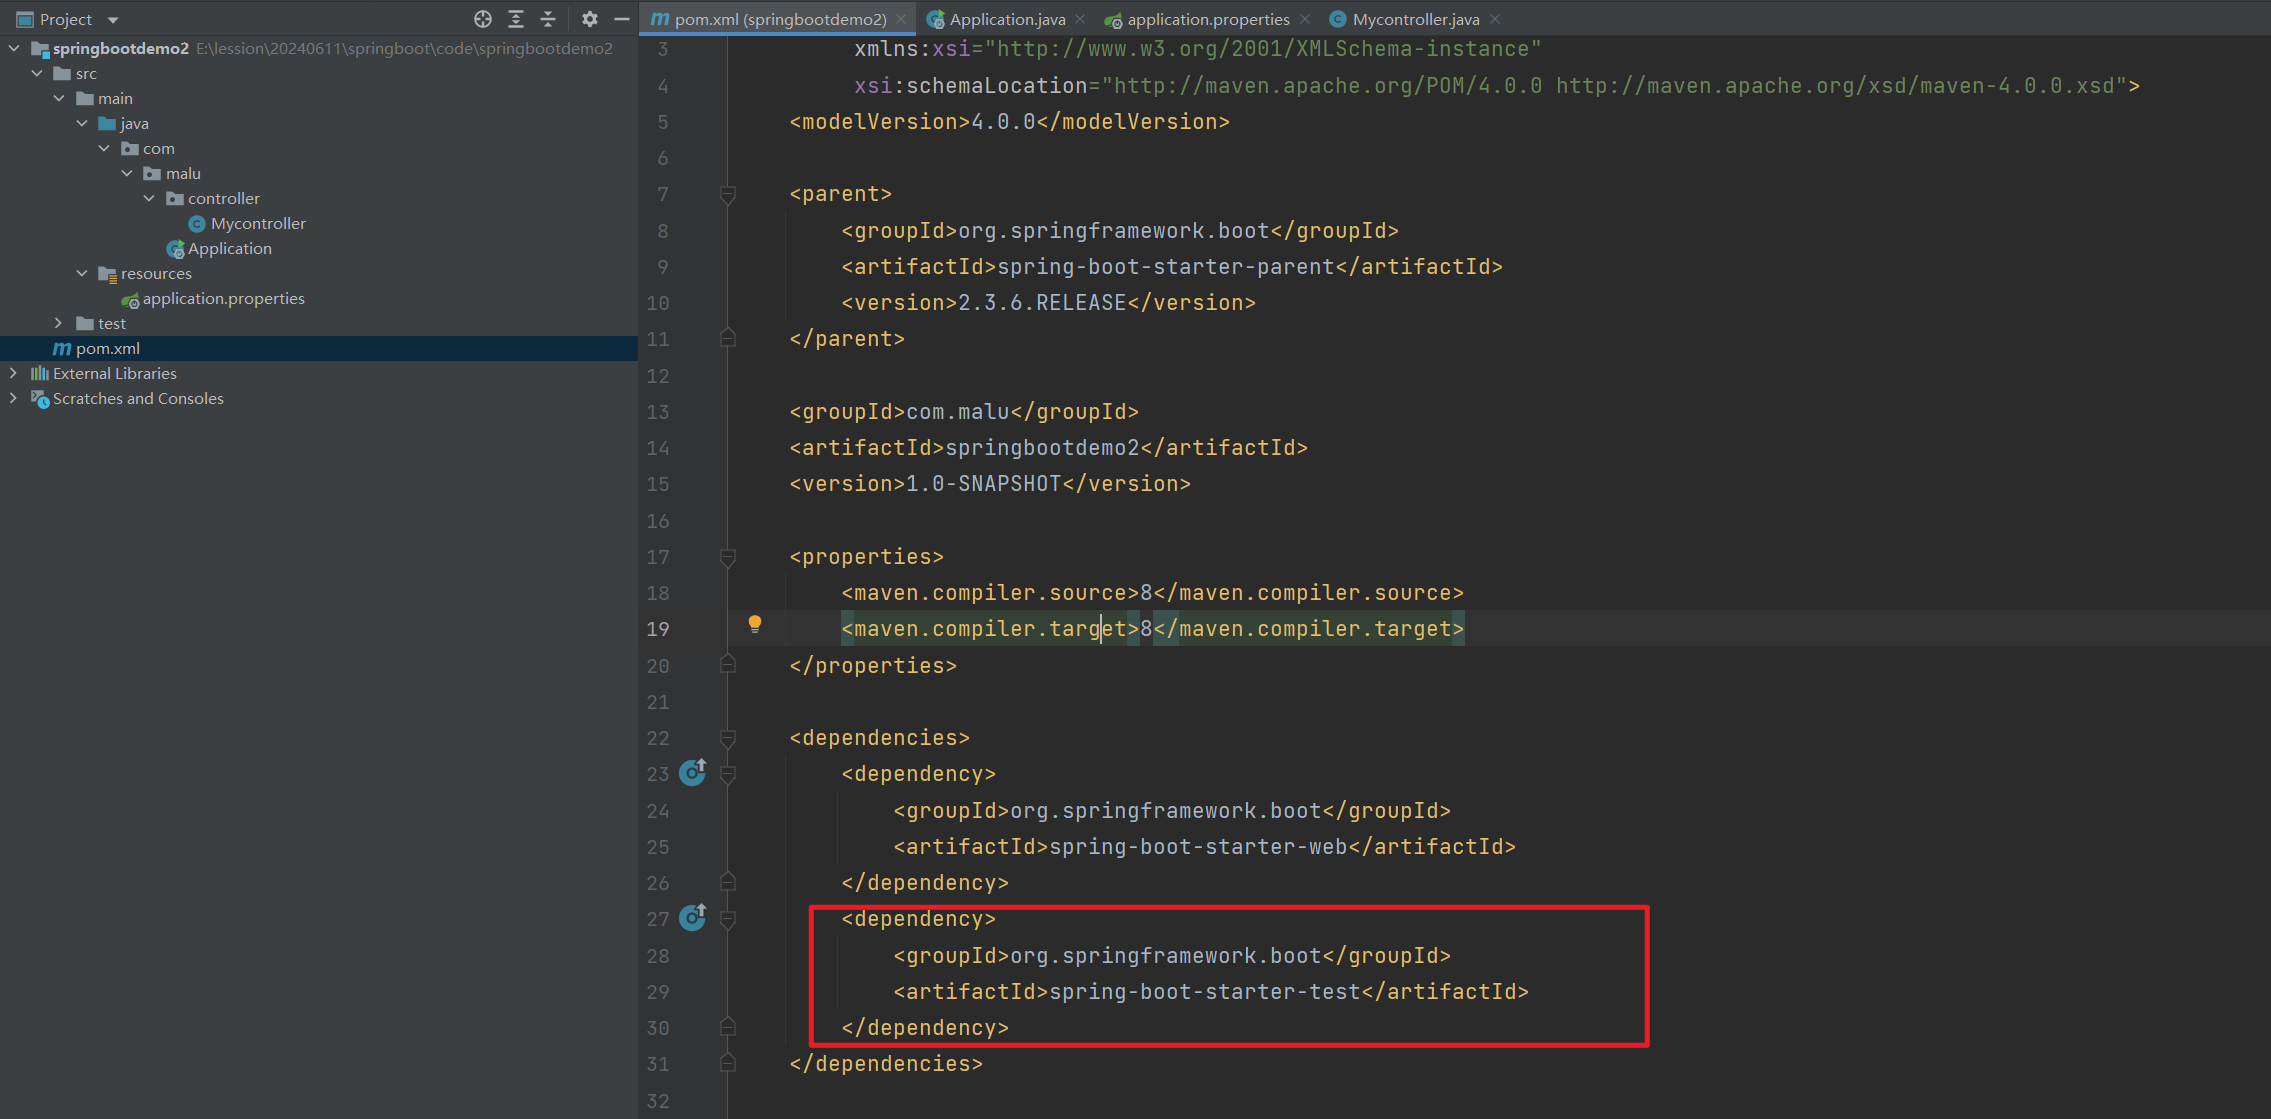 Project
springbootdemo2 E:\lession\20240611\springboot\code\springbootdemo2
src
main
java
com
malu
controller
Mycontroller
Application
resources
application.properties
test
pom.xml
External Libraries
Scratches and Consoles
pom.xml (springbootdemo2)
Application.java
application.properties
Mycontroller.java
3 xmlns:xsi="http://www.w3.org/2001/XMLSchema-instance"
4 xsi:schemaLocation="http://maven.apache.org/POM/4.0.0 http://maven.apache.org/xsd/maven-4.0.0.xsd">
5 <modelVersion>4.0.0</modelVersion>
6
7 <parent>
8 <groupId>org.springframework.boot</groupId>
9 <artifactId>spring-boot-starter-parent</artifactId>
10 <version>2.3.6.RELEASE</version>
11 </parent>
12
13 <groupId>com.malu</groupId>
14 <artifactId>springbootdemo2</artifactId>
15 <version>1.0-SNAPSHOT</version>
16
17 <properties>
18 <maven.compiler.source>8</maven.compiler.source>
19 <maven.compiler.target>8</maven.compiler.target>
20 </properties>
21
22 <dependencies>
23 <dependency>
24 <groupId>org.springframework.boot</groupId>
25 <artifactId>spring-boot-starter-web</artifactId>
26 </dependency>
27 <dependency>
28 <groupId>org.springframework.boot</groupId>
29 <artifactId>spring-boot-starter-test</artifactId>
30 </dependency>
31 </dependencies>
32